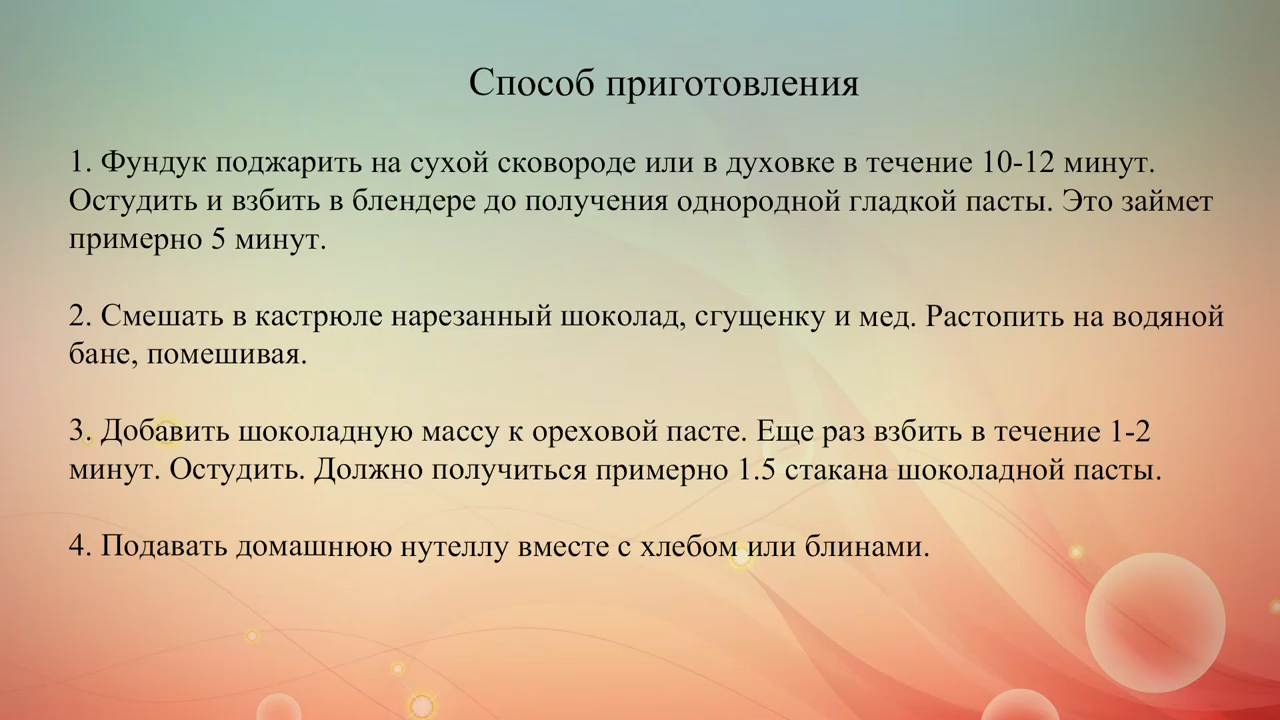 Способ приготовления
1. Фундук поджарить на сухой сковороде или в духовке в течение 10-12 минут.
Остудить и взбить в блендере до получения однородной гладкой пасты. Это займет
примерно 5 минут.
2. Смешать в кастрюле нарезанный шоколад, сгущенку и мед. Растопить на водяной
бане, помешивая.
3. Добавить шоколадную массу к ореховой пасте. Еще раз взбить в течение 1-2
минут. Остудить. Должно получиться примерно 1.5 стакана шоколадной пасты.
4. Подавать домашнюю нутеллу вместе с хлебом или блинами.